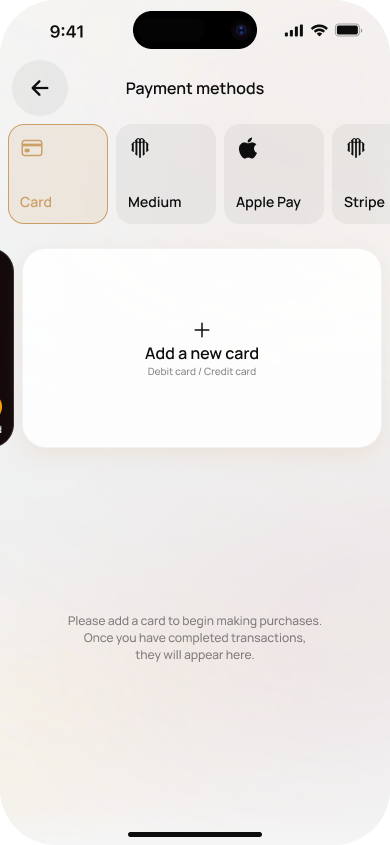 9:41
Payment methods
Card
Medium
Apple Pay
Stripe
Add a new card
Debit card / Credit card
Please add a card to begin making purchases.
Once you have completed transactions,
they will appear here.